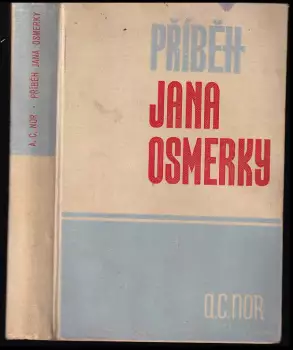 A. C. NOR • PŘÍBĚH JANA OSMERKY
PŘÍBĚH
JANA
OSMERKY
a.C. NOR